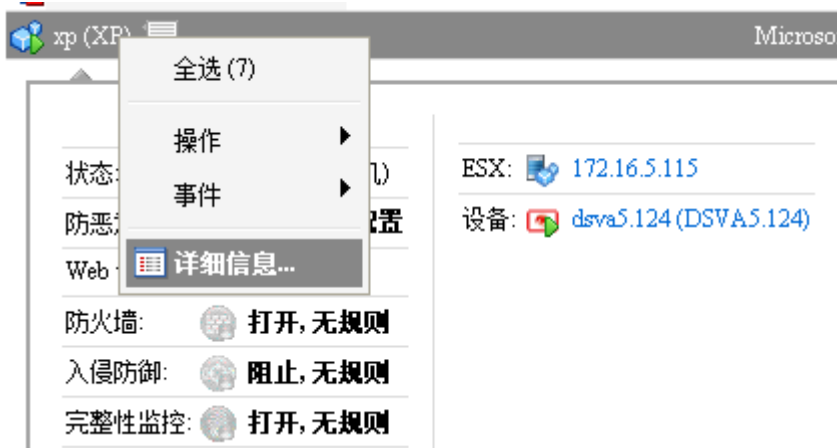 xp (XP)
Microso
全选(7)
操作
事件
详细信息...
状态:
机)
防恶
配置
Web
防火墙: 打开, 无规则
入侵防御: 阻止, 无规则
完整性监控: 打开, 无规则
ESX: 172.16.5.115
设备: dsva5.124 (DSVA5.124)